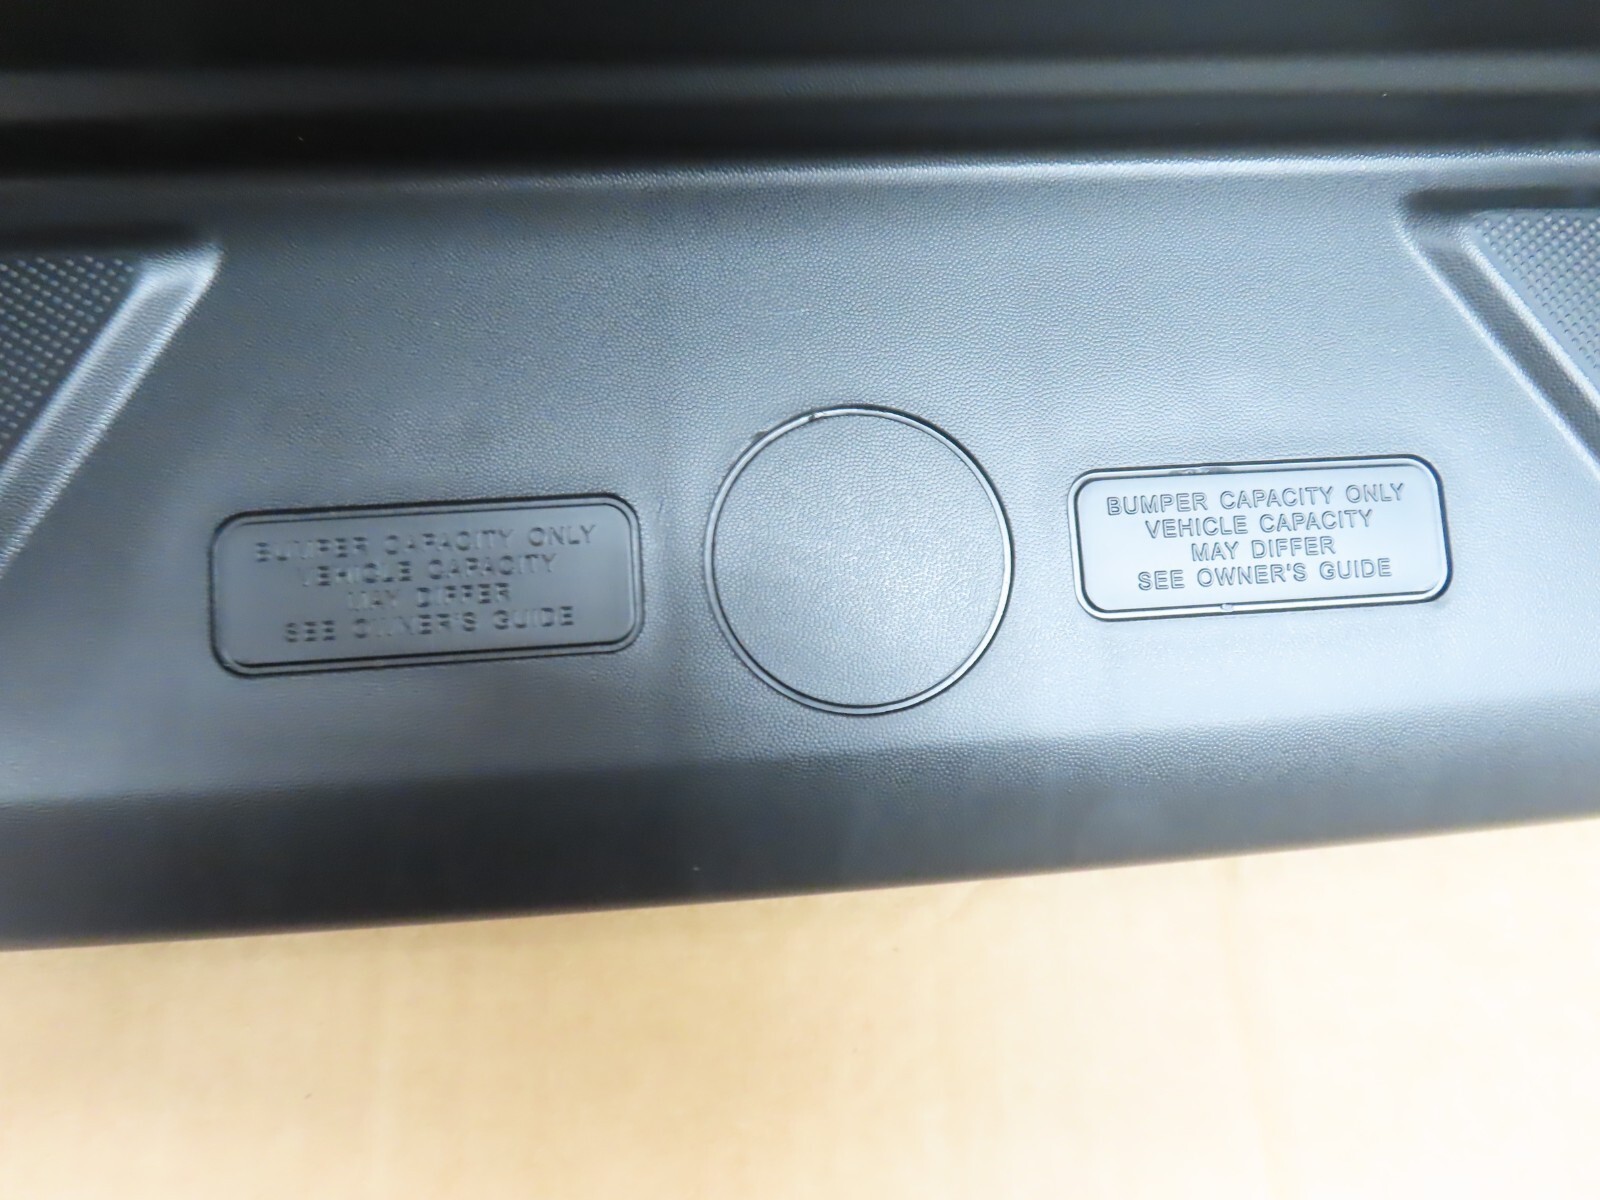 BUMPER CAPACITY ONLY
VEHICLE CAPACITY
MAY DIFFER
SEE OWNER'S GUIDE
BUMPER CAPACITY ONLY
VEHICLE CAPACITY
MAY DIFFER
SEE OWNER'S GUIDE